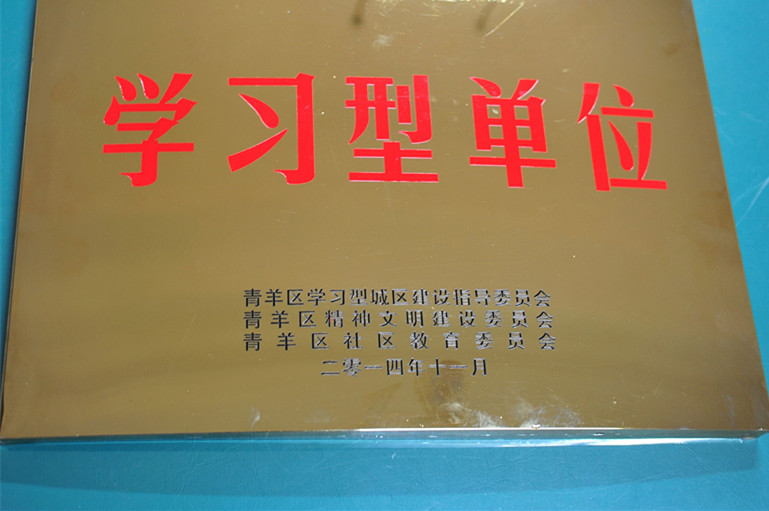 学习型单位
青羊区学习型城区建设指导委员会
青羊区精神文明建设委员会
青羊区社区教育委员会
二零一四年十一月